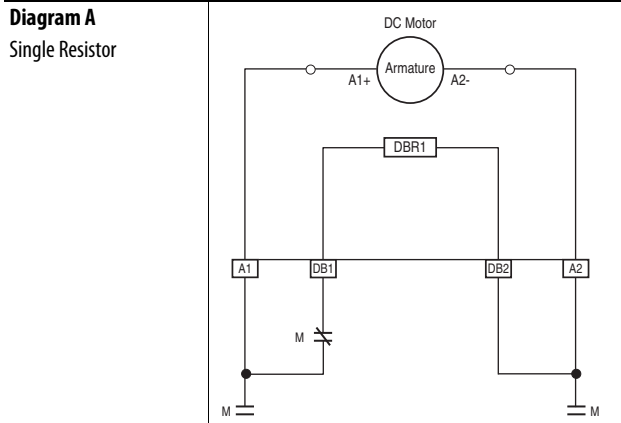 Diagram A
Single Resistor
DC Motor
Armature
A1+
A2-
DBR1
A1
DB1
DB2
A2
M
M
M